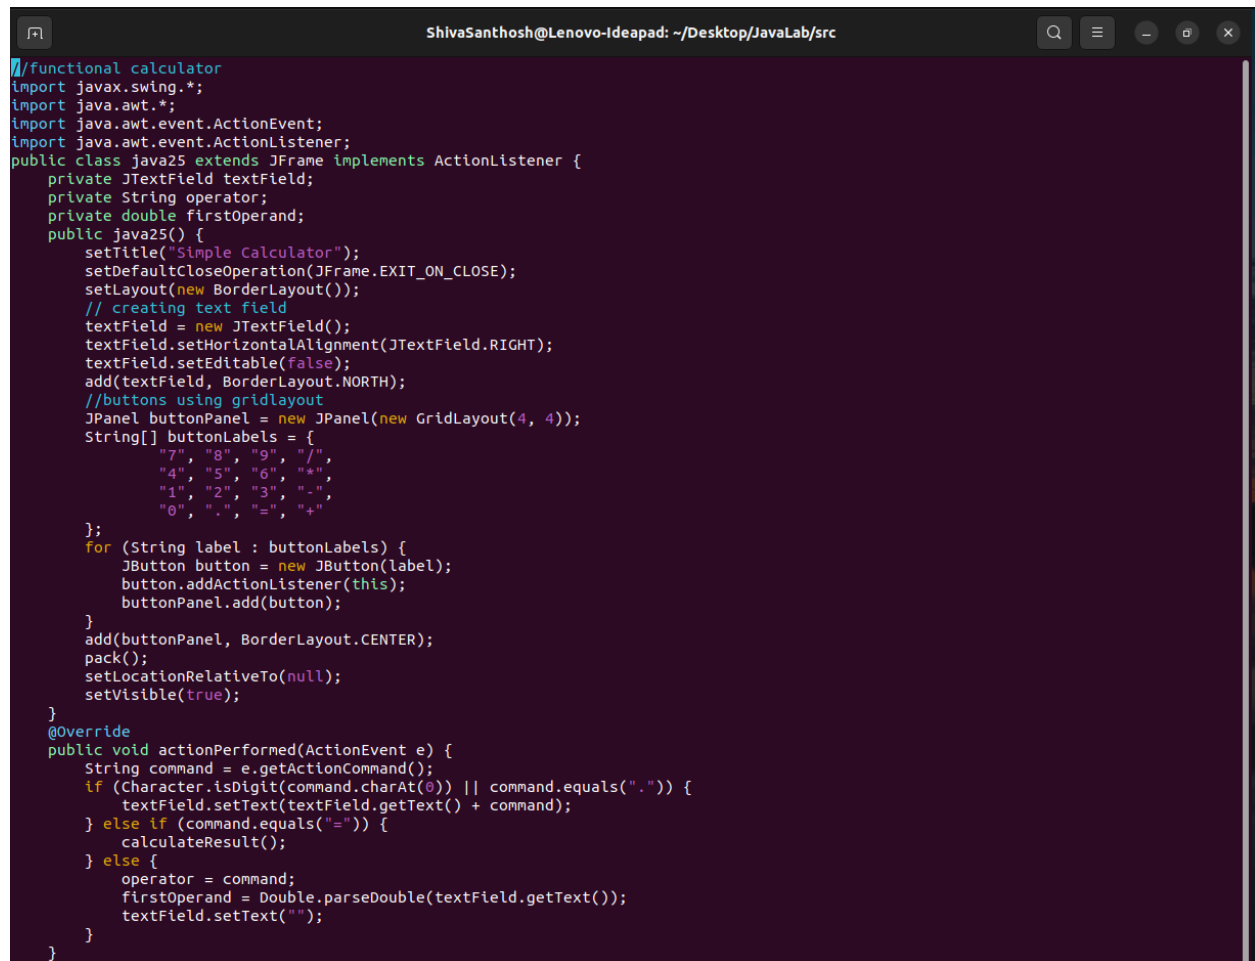 ShivaSanthosh@Lenovo-Ideapad: ~/Desktop/JavaLab/src
//functional calculator
import javax.swing.*;
import java.awt.*;
import java.awt.event.ActionEvent;
import java.awt.event.ActionListener;
public class java25 extends JFrame implements ActionListener {
    private JTextField textField;
    private String operator;
    private double firstOperand;
    public java25() {
        setTitle("Simple Calculator");
        setDefaultCloseOperation(JFrame.EXIT_ON_CLOSE);
        setLayout(new BorderLayout());
        // creating text field
        textField = new JTextField();
        textField.setHorizontalAlignment(JTextField.RIGHT);
        textField.setEditable(false);
        add(textField, BorderLayout.NORTH);
        //buttons using gridlayout
        JPanel buttonPanel = new JPanel(new GridLayout(4, 4));
        String[] buttonLabels = {
                "7", "8", "9", "/",
                "4", "5", "6", "*",
                "1", "2", "3", "-",
                "0", ".", "=", "+"
        };
        for (String label : buttonLabels) {
            JButton button = new JButton(label);
            button.addActionListener(this);
            buttonPanel.add(button);
        }
        add(buttonPanel, BorderLayout.CENTER);
        pack();
        setLocationRelativeTo(null);
        setVisible(true);
    }
    @Override
    public void actionPerformed(ActionEvent e) {
        String command = e.getActionCommand();
        if (Character.isDigit(command.charAt(0)) || command.equals(".")) {
            textField.setText(textField.getText() + command);
        } else if (command.equals("=")) {
            calculateResult();
        } else {
            operator = command;
            firstOperand = Double.parseDouble(textField.getText());
            textField.setText("");
        }
    }